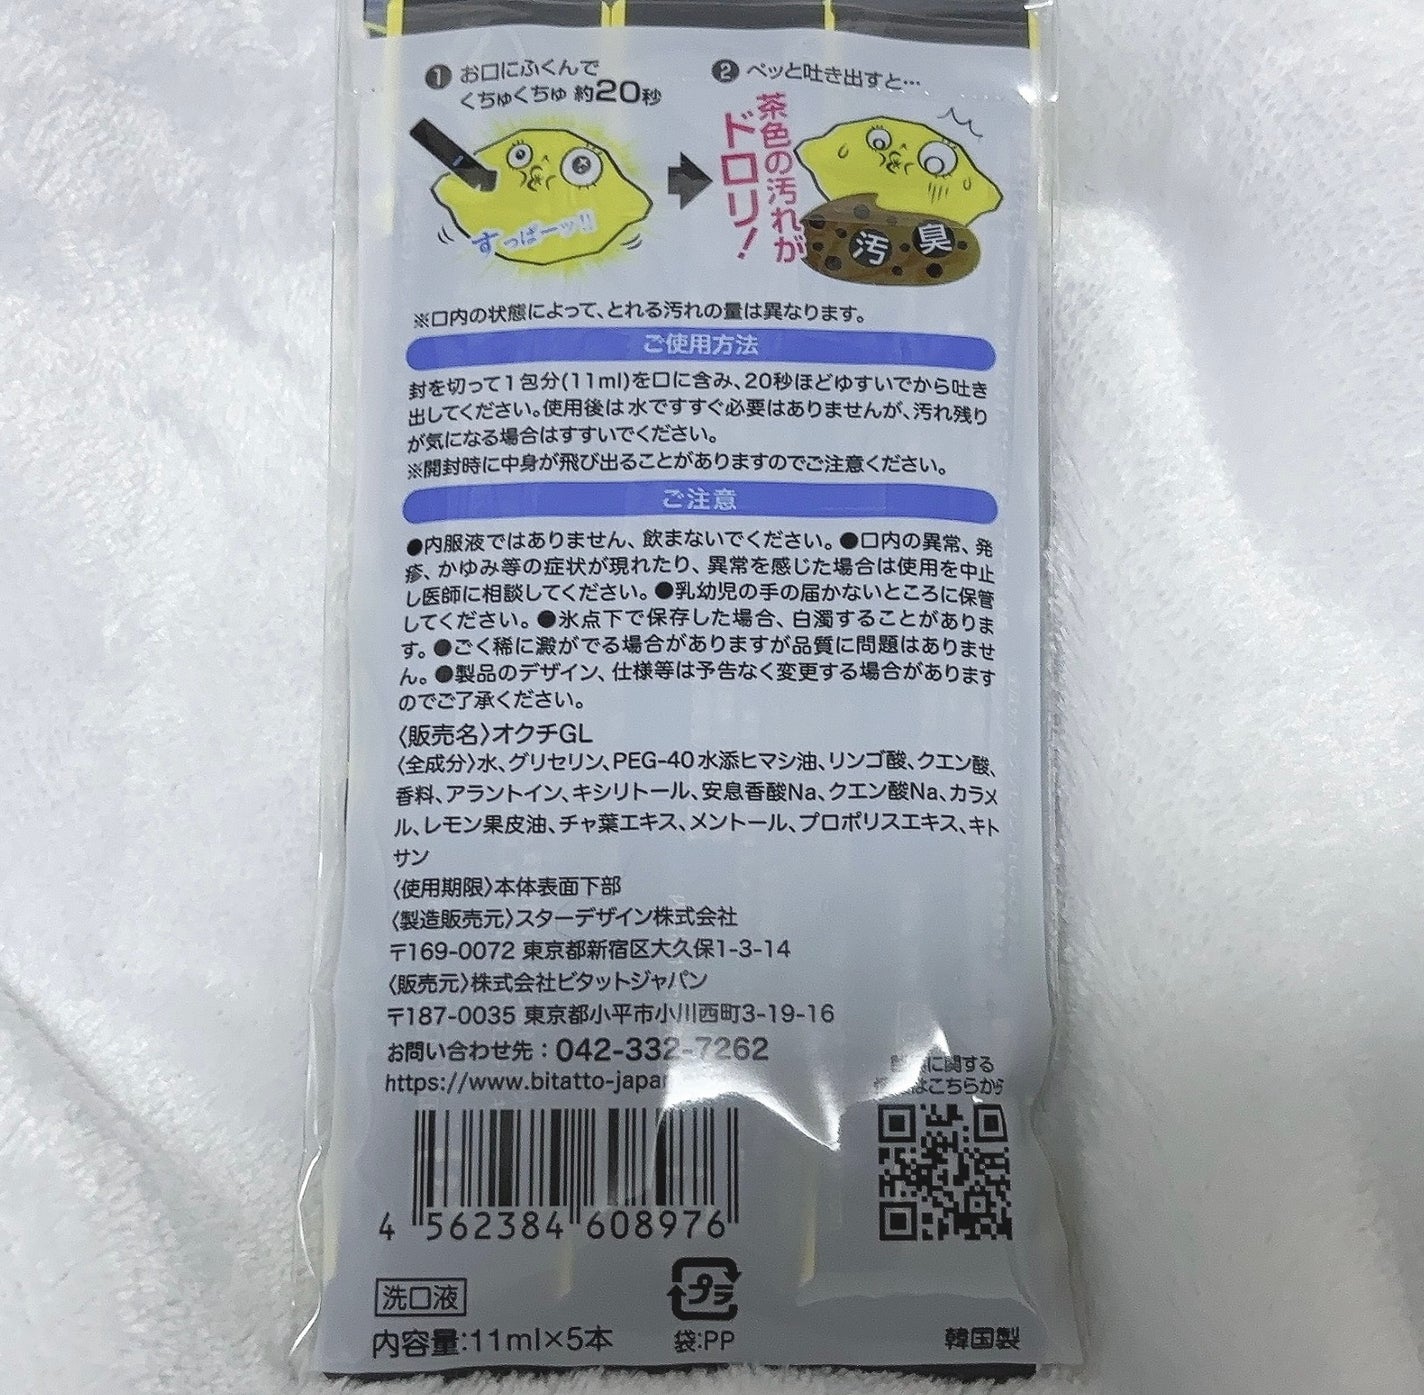 ❶ お口にふくんで
くちゅくちゅ 約20秒
すっぱーッ!!
❷ ペッと吐き出すと…
茶色の汚れが
ドロリ!
汚 臭
※口内の状態によって、とれる汚れの量は異なります。
ご使用方法
封を切って1包分(11ml)を口に含み、20秒ほどゆすいでから吐き
出してください。使用後は水ですすぐ必要はありませんが、汚れ残り
が気になる場合はすすいでください。
※開封時に中身が飛び出ることがありますのでご注意ください。
ご注意
●内服液ではありません、飲まないでください。●口内の異常、発
疹、かゆみ等の症状が現れたり、異常を感じた場合は使用を中止
し医師に相談してください。●乳幼児の手の届かないところに保管
してください。●氷点下で保存した場合、白濁することがありま
す。●ごく稀に澱がでる場合がありますが品質に問題はありませ
ん。●製品のデザイン、仕様等は予告なく変更する場合があります
のでご了承ください。
〈販売名〉オクチGL
〈全成分〉水、グリセリン、PEG-40水添ヒマシ油、リンゴ酸、クエン酸、
香料、アラントイン、キシリトール、安息香酸Na、クエン酸Na、カラメ
ル、レモン果皮油、チャ葉エキス、メントール、プロポリスエキス、キト
サン
〈使用期限〉本体表面下部
〈製造販売元〉スターデザイン株式会社
〒169-0072 東京都新宿区大久保1-3-14
〈販売元〉株式会社ビタットジャパン
〒187-0035 東京都小平市小川西町3-19-16
お問い合わせ先：042-332-7262
https://www.bitatto-japa
に関する
はこちらから
4 562384 608976
洗口液
内容量:11ml×5本
プラ
袋:PP
韓国製